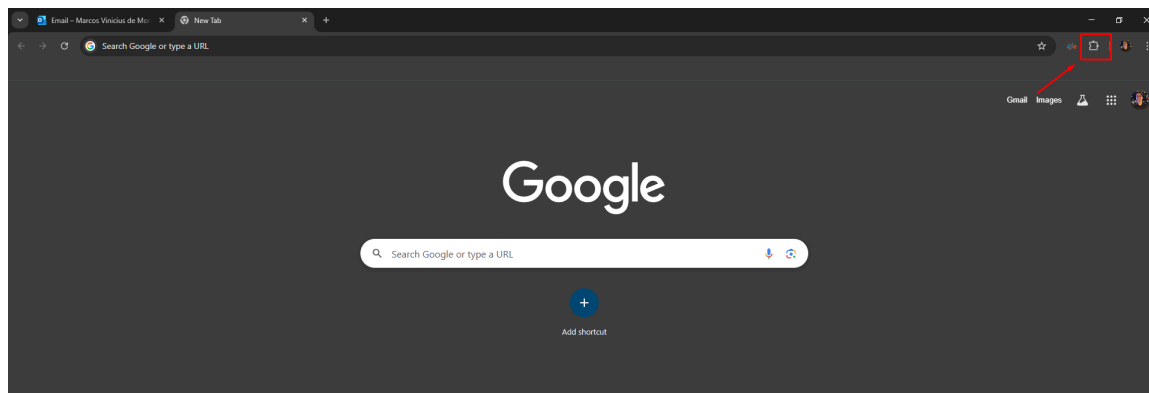 Email – Marcos Vinicius de Mo
New Tab
Search Google or type a URL
Gmail Images
Google
Search Google or type a URL
Add shortcut